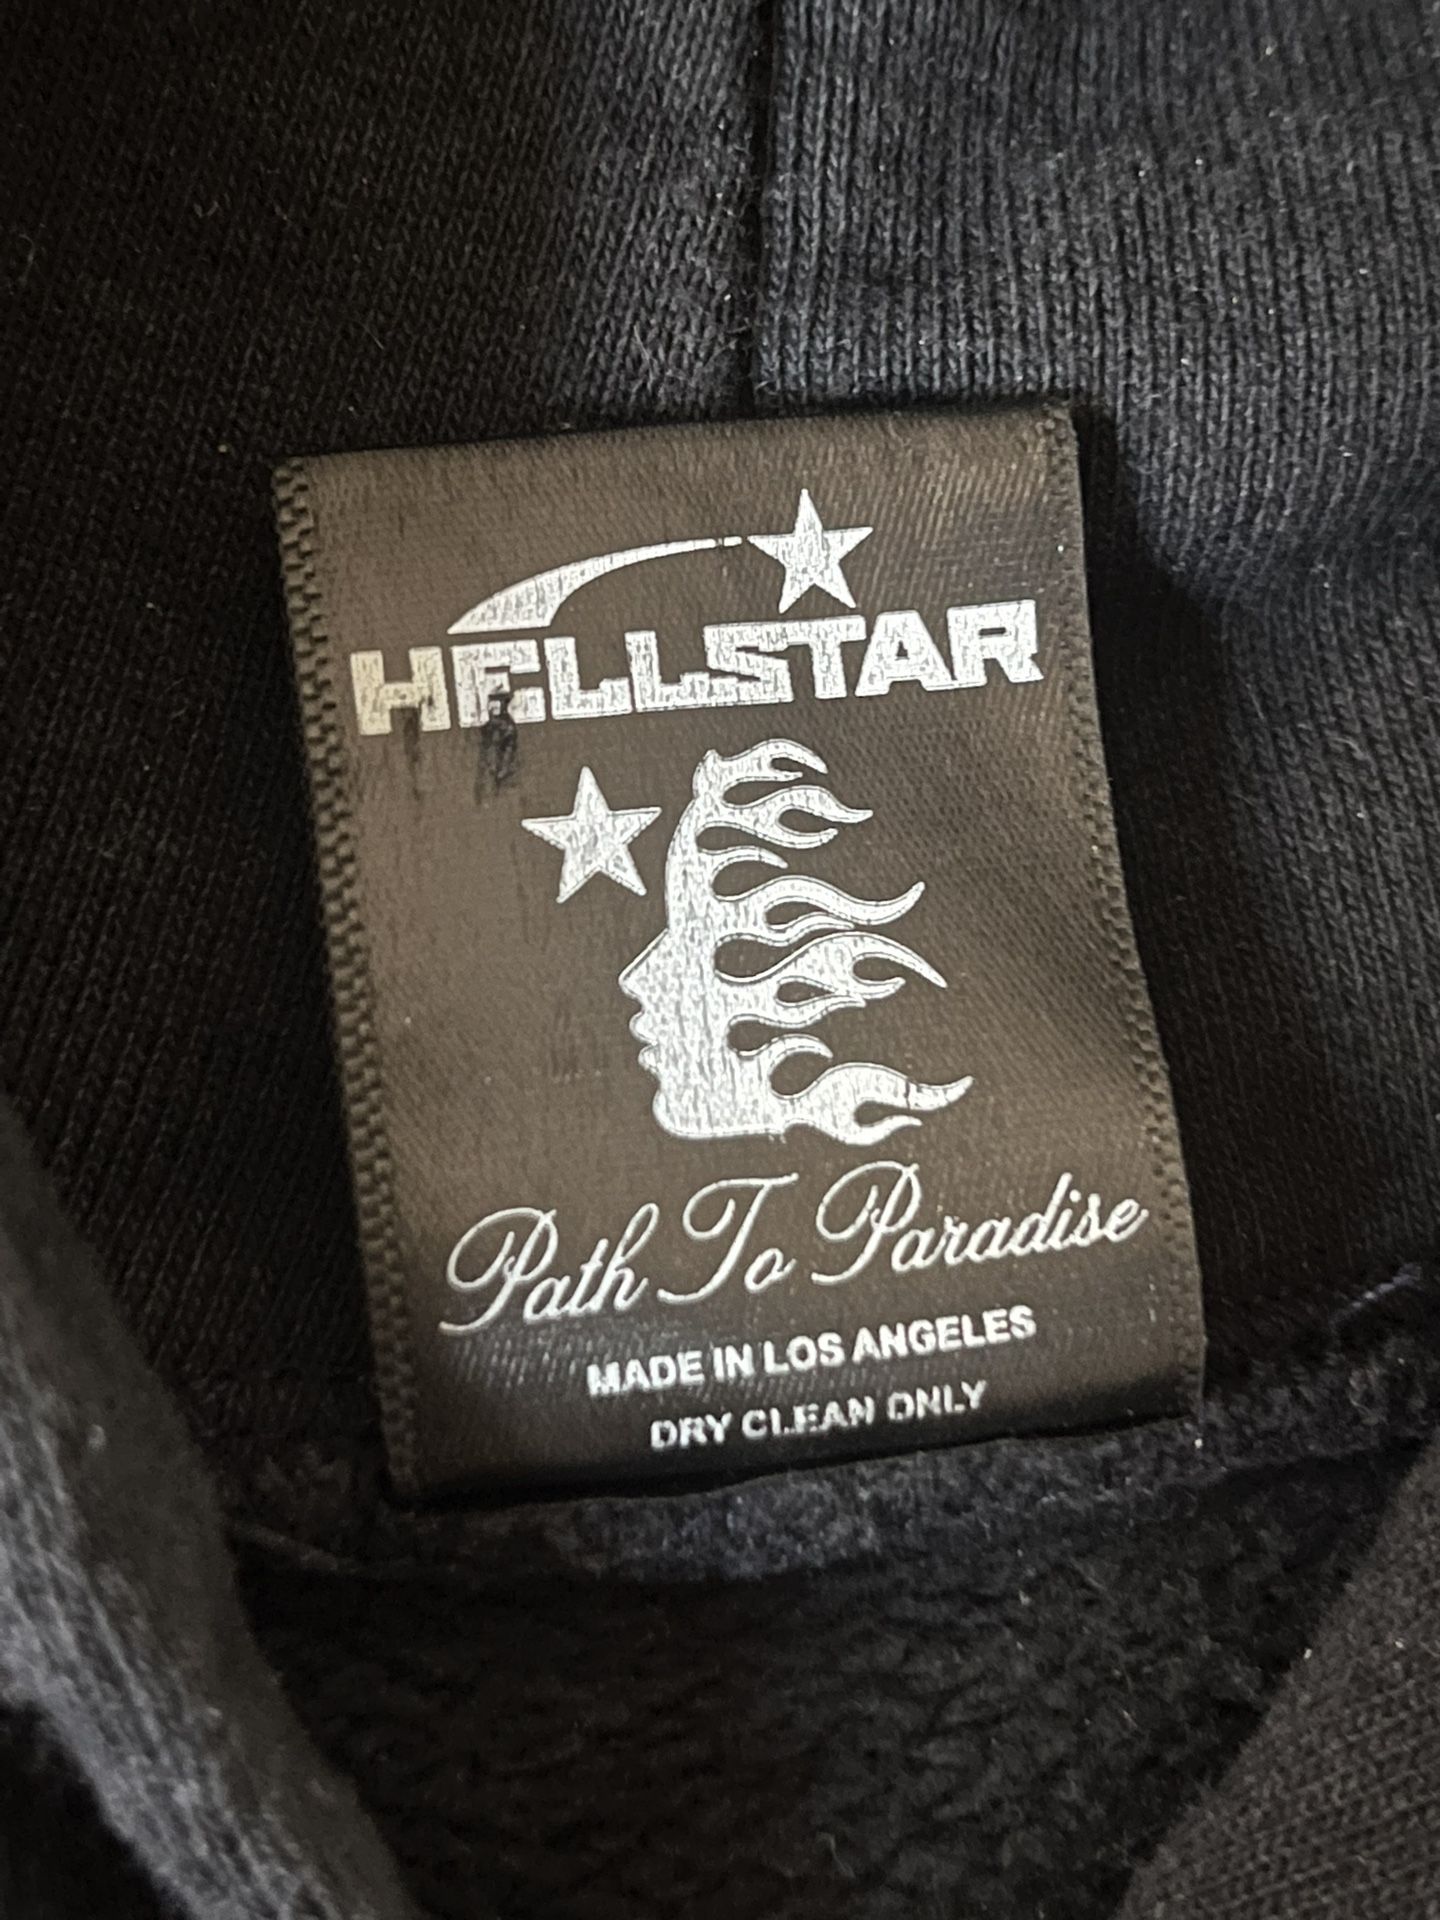 HELLSTAR
Path To Paradise
MADE IN LOS ANGELES
DRY CLEAN ONLY